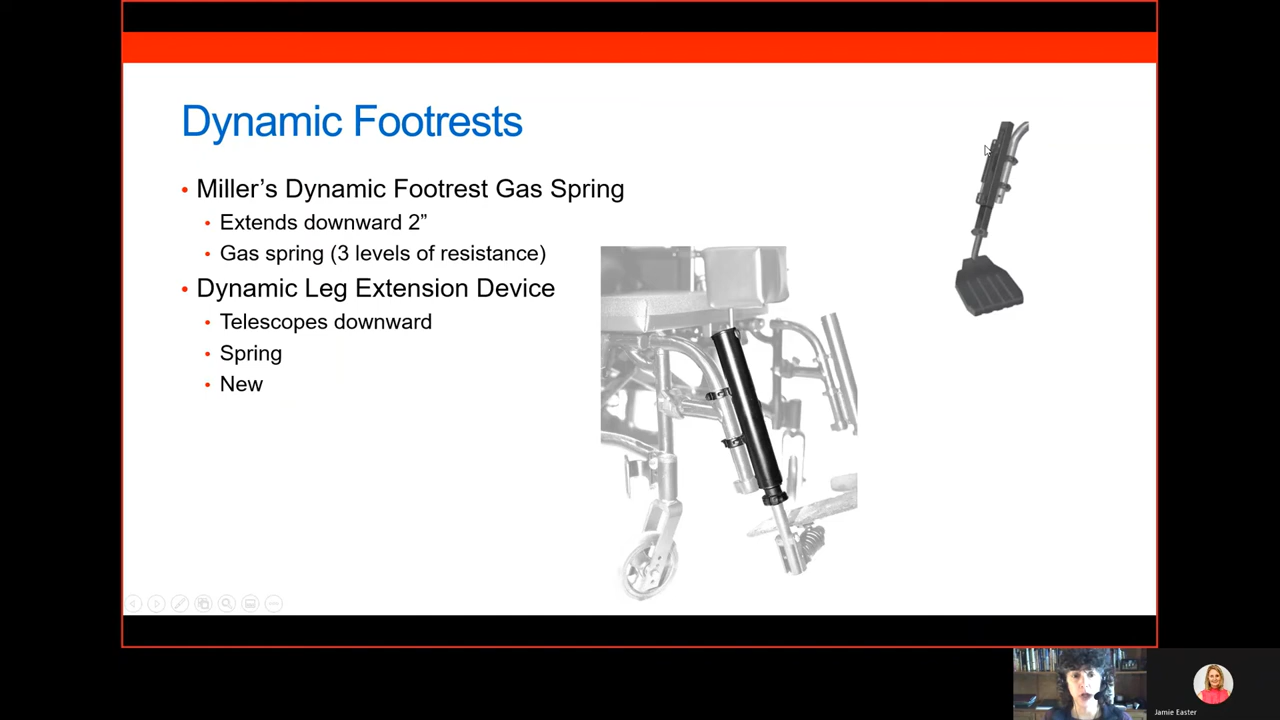 Dynamic Footrests
• Miller’s Dynamic Footrest Gas Spring
• Extends downward 2”
• Gas spring (3 levels of resistance)
• Dynamic Leg Extension Device
• Telescopes downward
• Spring
• New
Jamie Easter